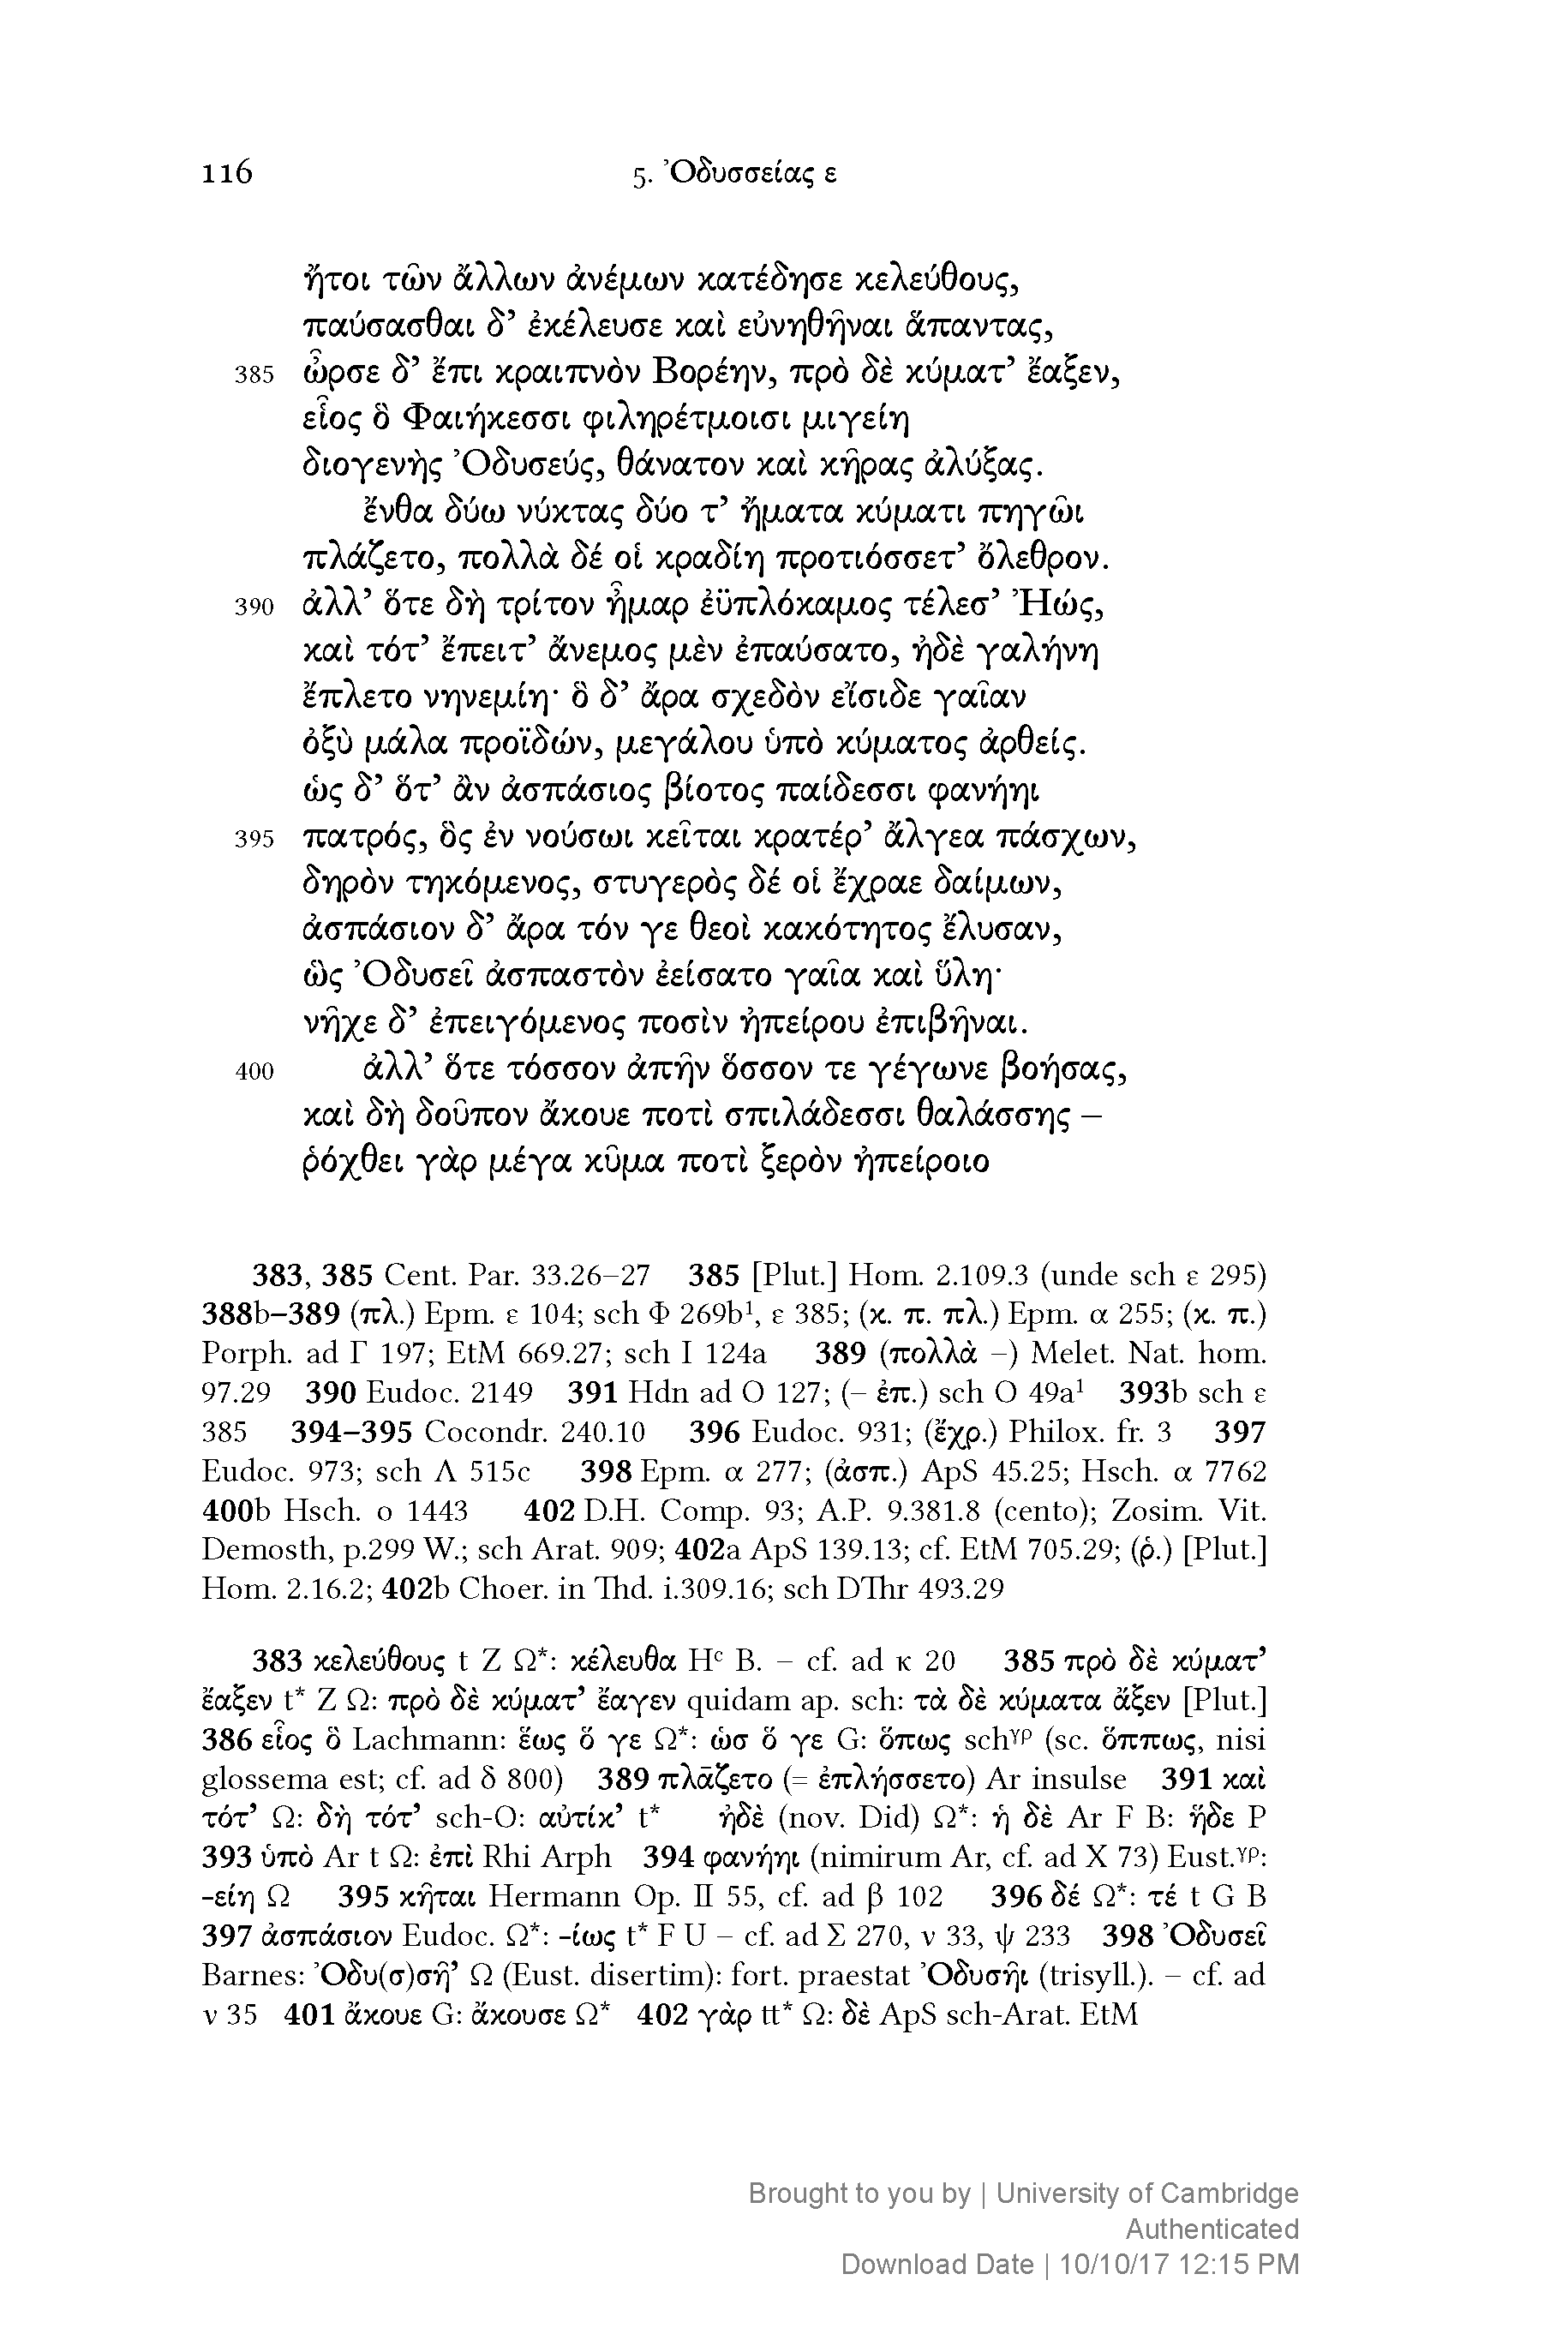 116 5. Ὀδυσσείας ε
ἤτοι τῶν ἄλλων ἀνέμων κατέδησε κελεύθους,
παύσασθαι δ’ ἐκέλευσε καὶ εὐνηθῆναι ἅπαντας,
385 ὦρσε δ’ ἔπι κραιπνὸν Βορέην, πρὸ δὲ κύματ’ ἔαξεν,
εἷος ὃ Φαιήκεσσι φιληρέτμοισι μιγείη
διογενὴς Ὀδυσεύς, θάνατον καὶ κῆρας ἀλύξας.
ἔνθα δύω νύκτας δύο τ’ ἤματα κύματι πηγῶι
πλάζετο, πολλὰ δέ οἱ κραδίη προτιόσσετ’ ὄλεθρον.
390 ἀλλ’ ὅτε δὴ τρίτον ἦμαρ ἐϋπλόκαμος τέλεσ’ Ἠώς,
καὶ τότ’ ἔπειτ’ ἄνεμος μὲν ἐπαύσατο, ἠδὲ γαλήνη
ἔπλετο νηνεμίη· ὃ δ’ ἄρα σχεδὸν εἴσιδε γαῖαν
ὀξὺ μάλα προϊδών, μεγάλου ὑπὸ κύματος ἀρθείς.
ὡς δ’ ὅτ’ ἂν ἀσπάσιος βίοτος παίδεσσι φανήηι
395 πατρός, ὃς ἐν νούσωι κεῖται κρατέρ’ ἄλγεα πάσχων,
δηρὸν τηκόμενος, στυγερὸς δέ οἱ ἔχραε δαίμων,
ἀσπάσιον δ’ ἄρα τόν γε θεοὶ κακότητος ἔλυσαν,
ὣς Ὀδυσεῖ ἀσπαστὸν ἐείσατο γαῖα καὶ ὕλη·
νῆχε δ’ ἐπειγόμενος ποσὶν ἠπείρου ἐπιβῆναι.
400 ἀλλ’ ὅτε τόσσον ἀπῆν ὅσσον τε γέγωνε βοήσας,
καὶ δὴ δοῦπον ἄκουε ποτὶ σπιλάδεσσι θαλάσσης –
ῥόχθει γὰρ μέγα κῦμα ποτὶ ξερὸν ἠπείροιο
383, 385 Cent. Par. 33.26–27 385 [Plut.] Hom. 2.109.3 (unde sch ε 295)
388b–389 (πλ.) Epm. ε 104; sch Φ 269b¹, ε 385; (κ. π. πλ.) Epm. α 255; (κ. π.)
Porph. ad Γ 197; EtM 669.27; sch Ι 124a 389 (πολλὰ –) Melet. Nat. hom.
97.29 390 Eudoc. 2149 391 Hdn ad Ο 127; (– ἐπ.) sch Ο 49a¹ 393b sch ε
385 394–395 Cocondr. 240.10 396 Eudoc. 931; (ἔχρ.) Philox. fr. 3 397
Eudoc. 973; sch Λ 515c 398 Epm. α 277; (ἀσπ.) ApS 45.25; Hsch. α 7762
400b Hsch. ο 1443 402 D.H. Comp. 93; A.P. 9.381.8 (cento); Zosim. Vit.
Demosth, p.299 W.; sch Arat. 909; 402a ApS 139.13; cf. EtM 705.29; (ῥ.) [Plut.]
Hom. 2.16.2; 402b Choer. in Thd. i.309.16; sch DThr 493.29
383 κελεύθους t Z Ω*: κέλευθα Hᶜ B. – cf. ad κ 20 385 πρὸ δὲ κύματ’
ἔαξεν t* Z Ω: πρὸ δὲ κύματ’ ἔαγεν quidam ap. sch: τὰ δὲ κύματα ἄξεν [Plut.]
386 εἷος ὃ Lachmann: ἕως ὅ γε Ω*: ὡσ ὅ γε G: ὅπως schᵞᵖ (sc. ὅππως, nisi
glossema est; cf. ad δ 800) 389 πλᾱ́ζετο (= ἐπλήσσετο) Ar insulse 391 καὶ
τότ’ Ω: δὴ τότ’ sch-O: αὐτίκ’ t* ἠδὲ (nov. Did) Ω*: ἡ δὲ Ar F B: ἥδε P
393 ὑπὸ Ar t Ω: ἐπὶ Rhi Arph 394 φανήηι (nimirum Ar, cf. ad Χ 73) Eust.ᵞᵖ:
-είη Ω 395 κῆται Hermann Op. II 55, cf. ad β 102 396 δέ Ω*: τέ t G B
397 ἀσπάσιον Eudoc. Ω*: -ίως t* F U – cf. ad Σ 270, ν 33, ψ 233 398 Ὀδυσεῖ
Barnes: Ὀδυ(σ)σῆ’ Ω (Eust. disertim): fort. praestat Ὀδυσῆι (trisyll.). – cf. ad
ν 35 401 ἄκουε G: ἄκουσε Ω* 402 γὰρ tt* Ω: δὲ ApS sch-Arat. EtM
Brought to you by | University of Cambridge
Authenticated
Download Date | 10/10/17 12:15 PM